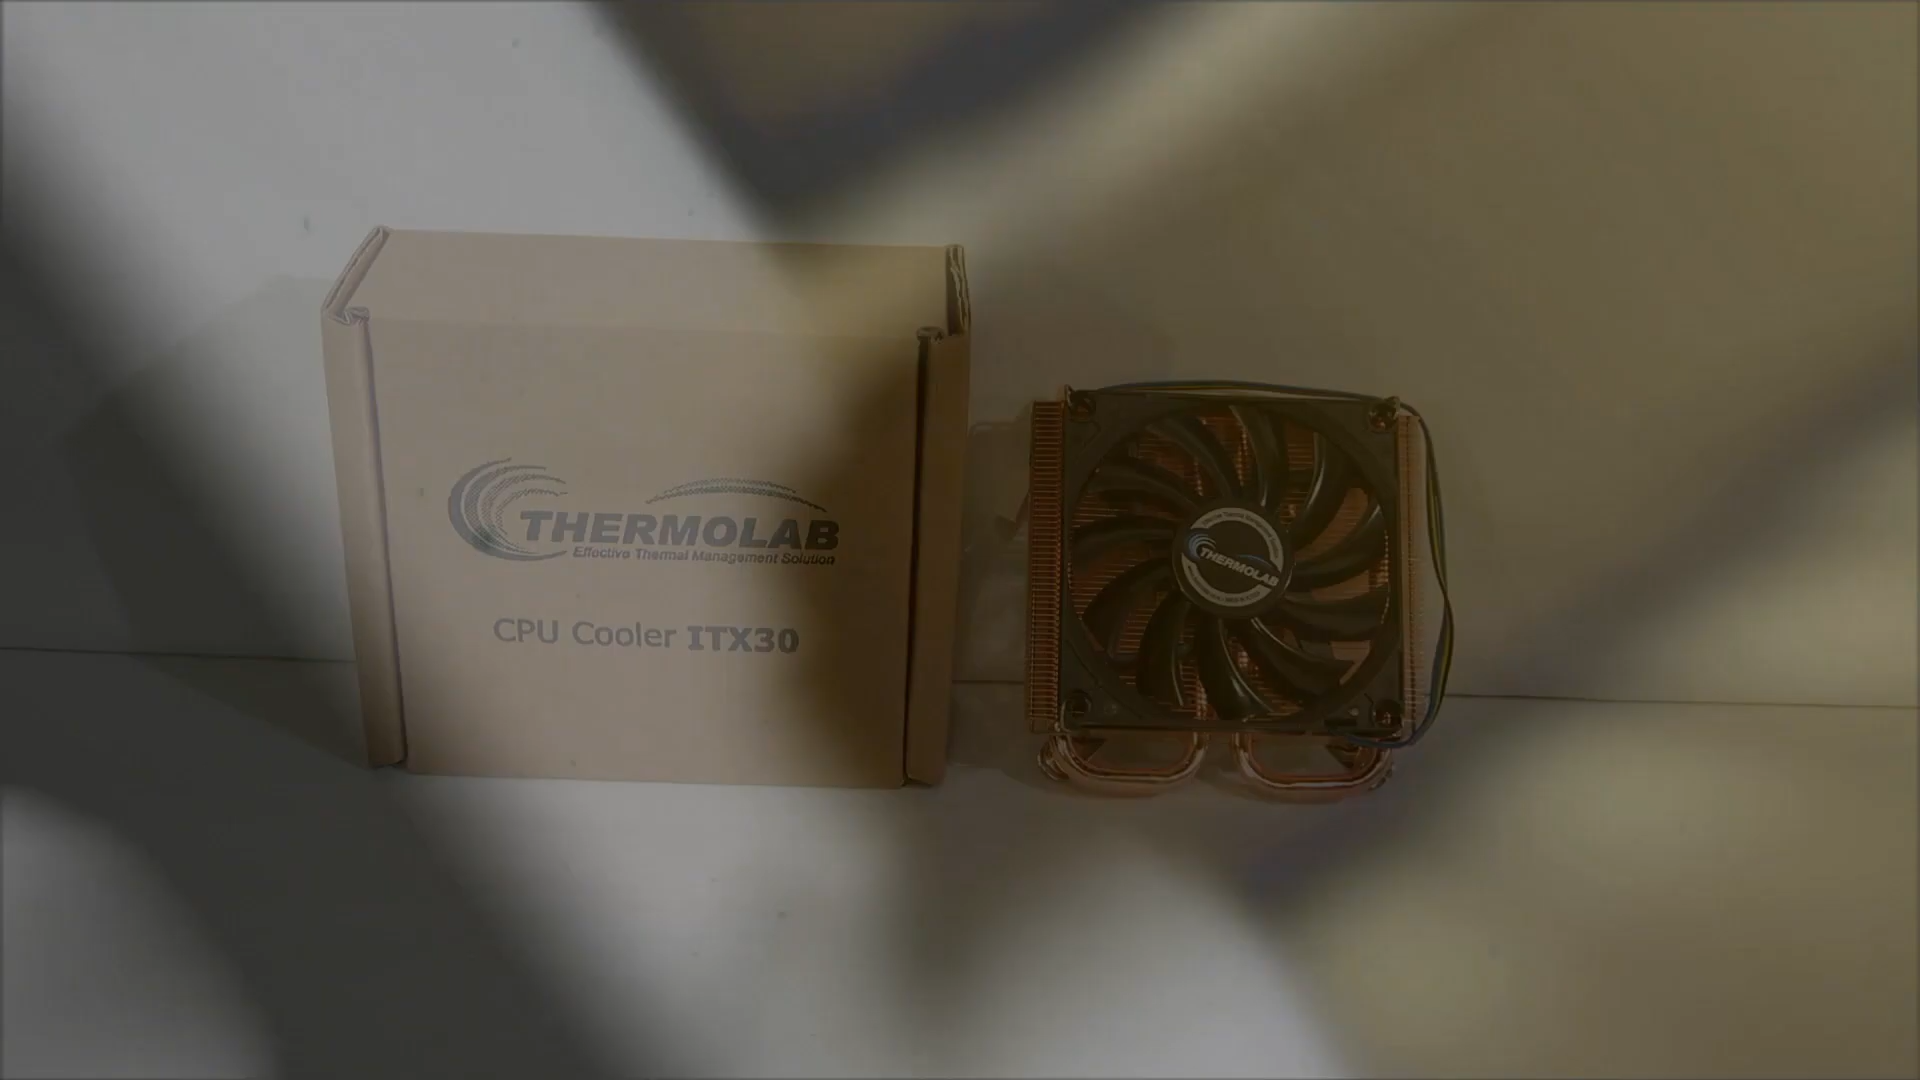 THERMOLAB
Effective Thermal Management Solution
CPU Cooler ITX30
THERMOLAB